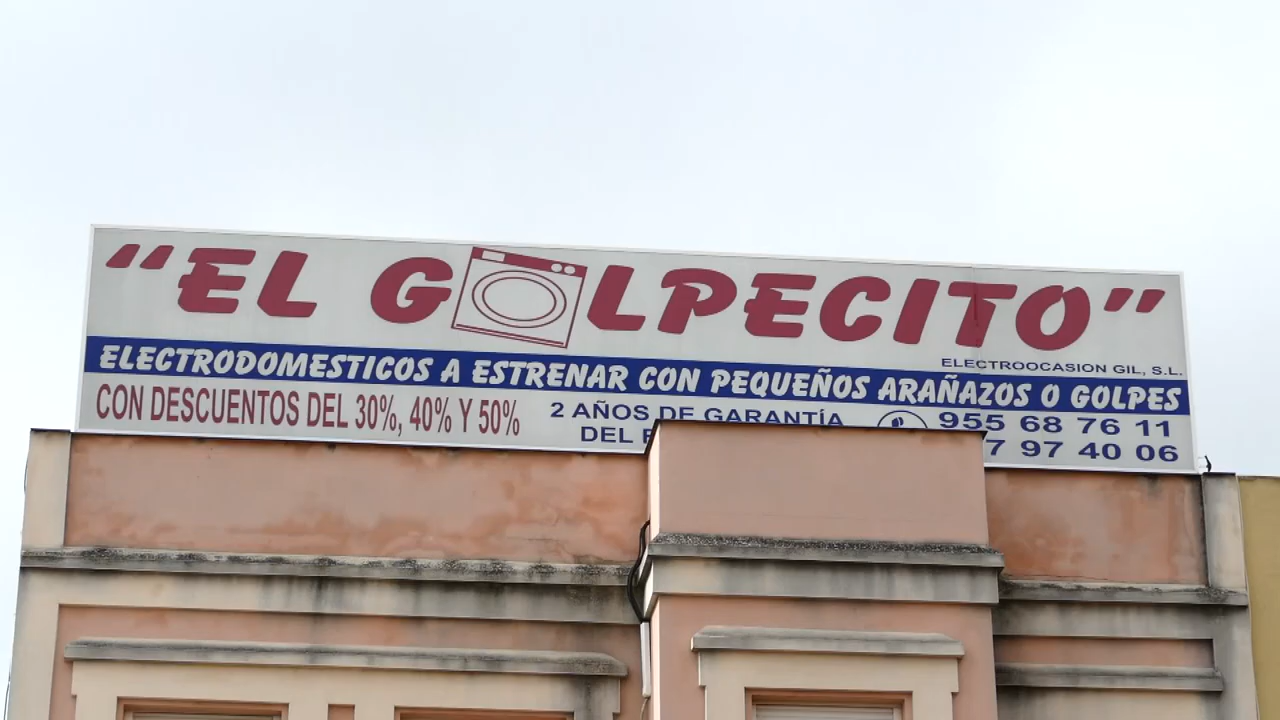 “EL GOLPECITO”
ELECTROOCASION GIL, S.L.
ELECTRODOMESTICOS A ESTRENAR CON PEQUEÑOS ARAÑAZOS O GOLPES
CON DESCUENTOS DEL 30%, 40% Y 50%
2 AÑOS DE GARANTÍA
DEL
955 68 76 11
7 97 40 06